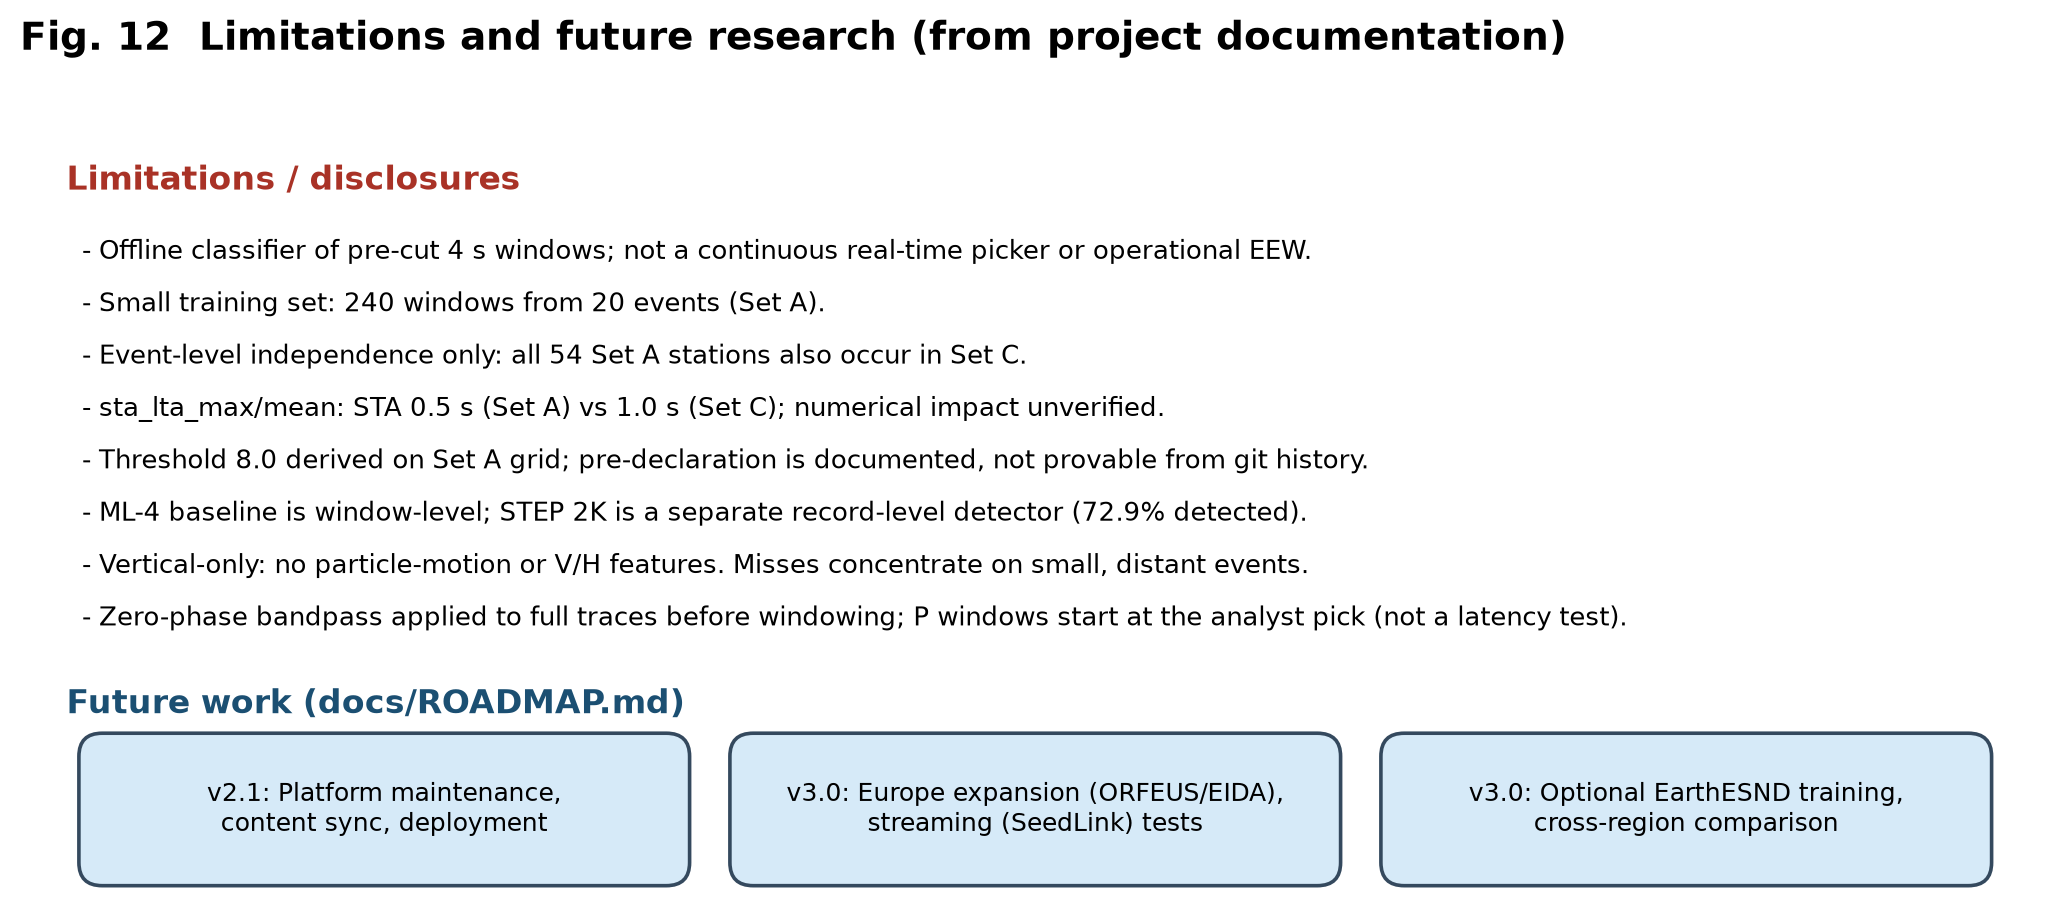 Fig. 12  Limitations and future research (from project documentation)
Limitations / disclosures
- Offline classifier of pre-cut 4 s windows; not a continuous real-time picker or operational EEW.
- Small training set: 240 windows from 20 events (Set A).
- Event-level independence only: all 54 Set A stations also occur in Set C.
- sta_lta_max/mean: STA 0.5 s (Set A) vs 1.0 s (Set C); numerical impact unverified.
- Threshold 8.0 derived on Set A grid; pre-declaration is documented, not provable from git history.
- ML-4 baseline is window-level; STEP 2K is a separate record-level detector (72.9% detected).
- Vertical-only: no particle-motion or V/H features. Misses concentrate on small, distant events.
- Zero-phase bandpass applied to full traces before windowing; P windows start at the analyst pick (not a latency test).
Future work (docs/ROADMAP.md)
v2.1: Platform maintenance,
content sync, deployment
v3.0: Europe expansion (ORFEUS/EIDA),
streaming (SeedLink) tests
v3.0: Optional EarthESND training,
cross-region comparison